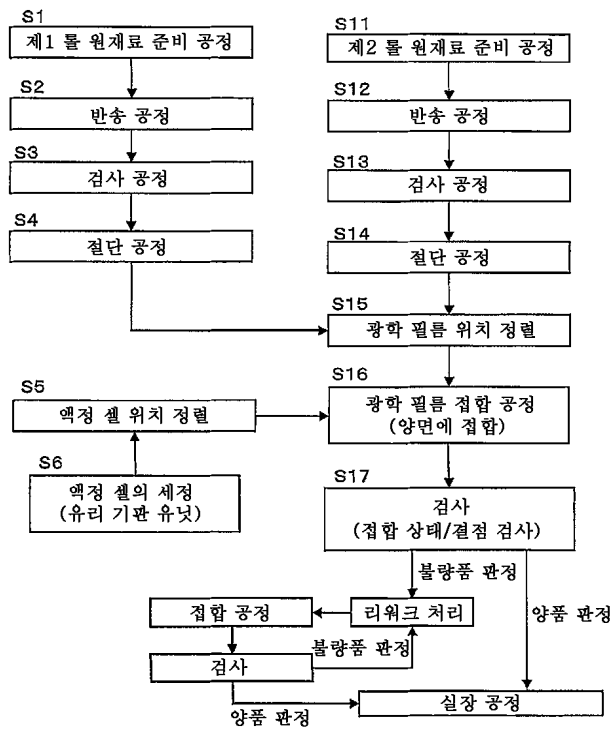 S1
제1 롤 원재료 준비 공정
S2
반송 공정
S3
검사 공정
S4
절단 공정
S11
제2 롤 원재료 준비 공정
S12
반송 공정
S13
검사 공정
S14
절단 공정
S15
광학 필름 위치 정렬
S5
액정 셀 위치 정렬
S6
액정 셀의 세정
(유리 기판 유닛)
S16
광학 필름 접합 공정
(양면에 접합)
S17
검사
(접합 상태/결점 검사)
불량품 판정
양품 판정
리워크 처리
접합 공정
불량품 판정
검사
양품 판정
실장 공정